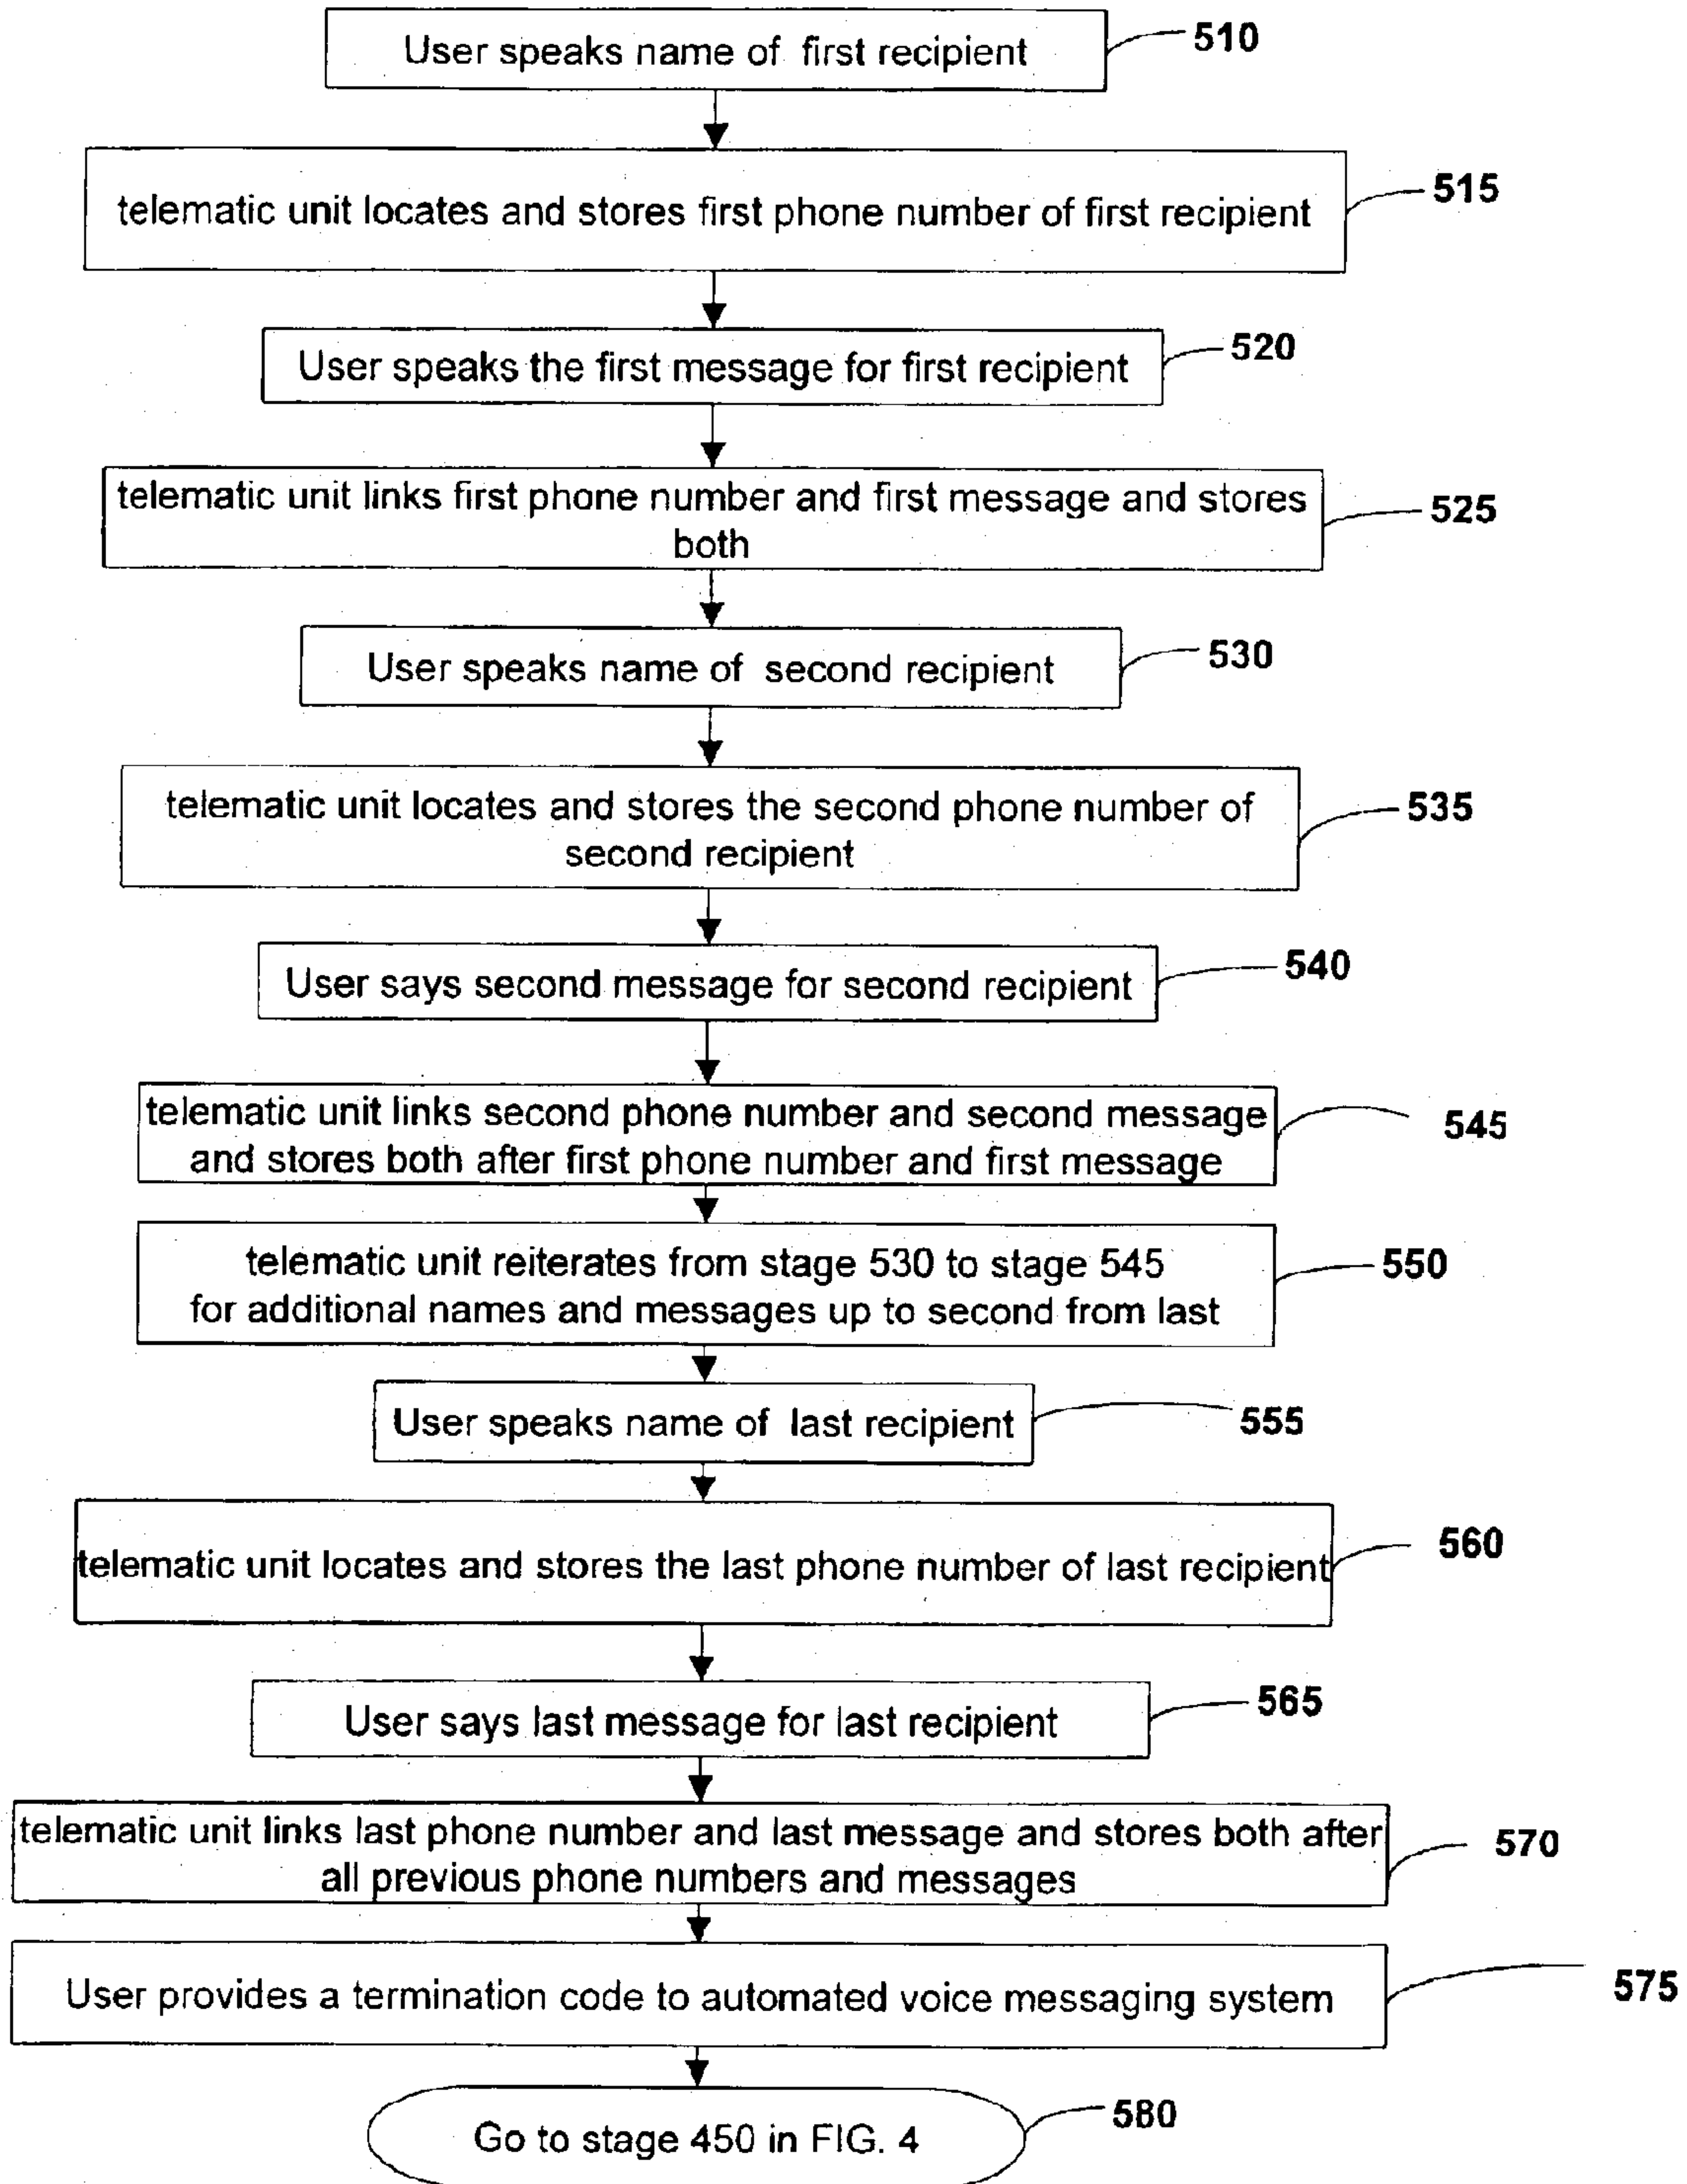 User speaks name of first recipient
510
telematic unit locates and stores first phone number of first recipient
515
User speaks the first message for first recipient
520
telematic unit links first phone number and first message and stores
both
525
User speaks name of second recipient
530
telematic unit locates and stores the second phone number of
second recipient
535
User says second message for second recipient
540
telematic unit links second phone number and second message
and stores both after first phone number and first message
545
telematic unit reiterates from stage 530 to stage 545
for additional names and messages up to second from last
550
User speaks name of last recipient
555
telematic unit locates and stores the last phone number of last recipient
560
User says last message for last recipient
565
telematic unit links last phone number and last message and stores both after
all previous phone numbers and messages
570
User provides a termination code to automated voice messaging system
575
Go to stage 450 in FIG. 4
580